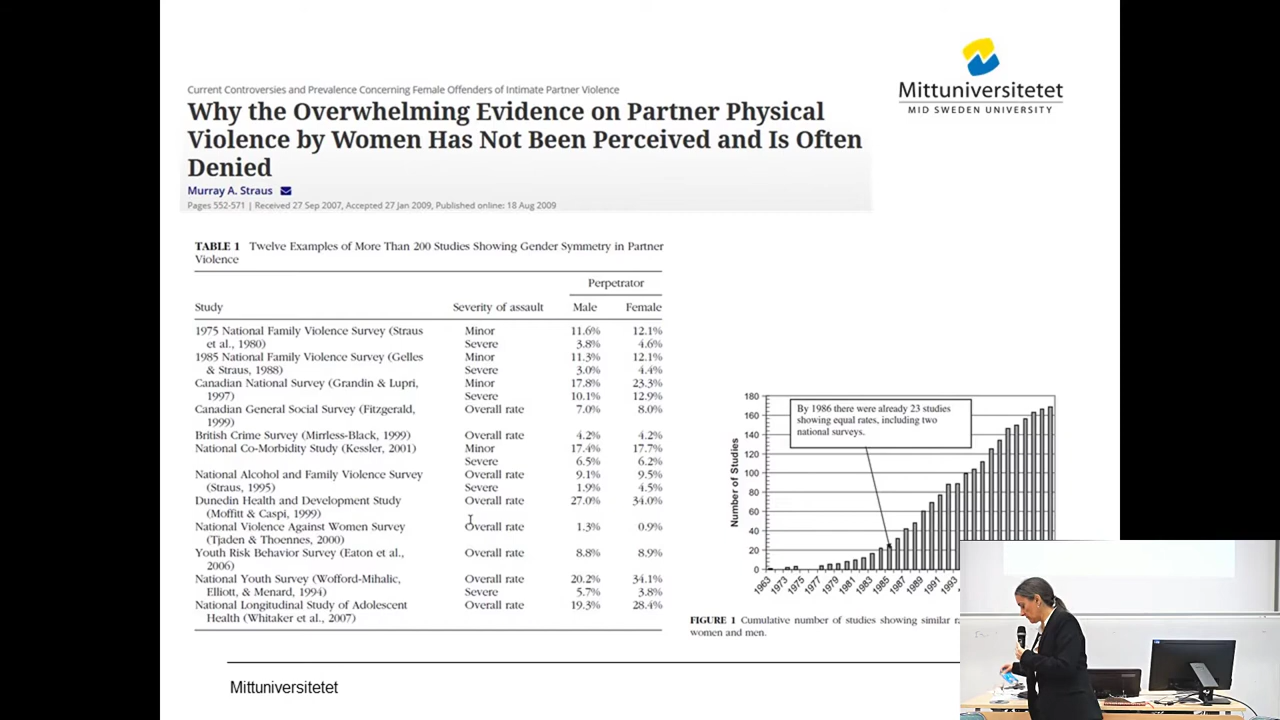 Mittuniversitetet
MID SWEDEN UNIVERSITY
Current Controversies and Prevalence Concerning Female Offenders of Intimate Partner Violence
Why the Overwhelming Evidence on Partner Physical
Violence by Women Has Not Been Perceived and Is Often
Denied
Murray A. Straus
Pages 552-571 | Received 27 Sep 2007, Accepted 27 Jan 2009, Published online: 18 Aug 2009
TABLE 1 Twelve Examples of More Than 200 Studies Showing Gender Symmetry in Partner
Violence
Perpetrator
Study Severity of assault Male Female
1975 National Family Violence Survey (Straus Minor 11.6% 12.1%
et al., 1980) Severe 3.8% 4.6%
1985 National Family Violence Survey (Gelles Minor 11.3% 12.1%
& Straus, 1988) Severe 3.0% 4.4%
Canadian National Survey (Grandin & Lupri, Minor 17.8% 23.3%
1997) Severe 10.1% 12.9%
Canadian General Social Survey (Fitzgerald, Overall rate 7.0% 8.0%
1999)
British Crime Survey (Mirrless-Black, 1999) Overall rate 4.2% 4.2%
National Co-Morbidity Study (Kessler, 2001) Minor 17.4% 17.7%
Severe 6.5% 6.2%
National Alcohol and Family Violence Survey Overall rate 9.1% 9.5%
(Straus, 1995) Severe 1.9% 4.5%
Dunedin Health and Development Study Overall rate 27.0% 34.0%
(Moffitt & Caspi, 1999)
National Violence Against Women Survey Overall rate 1.3% 0.9%
(Tjaden & Thoennes, 2000)
Youth Risk Behavior Survey (Eaton et al., Overall rate 8.8% 8.9%
2006)
National Youth Survey (Wofford-Mihalic, Overall rate 20.2% 34.1%
Elliott, & Menard, 1994) Severe 5.7% 3.8%
National Longitudinal Study of Adolescent Overall rate 19.3% 28.4%
Health (Whitaker et al., 2007)
Number of Studies
180
160
140
120
100
80
60
40
20
0
By 1986 there were already 23 studies
showing equal rates, including two
national surveys.
1963 1973 1975 1977 1979 1981 1983 1985 1987 1989 1991 1993
FIGURE 1 Cumulative number of studies showing similar
women and men.
Mittuniversitetet